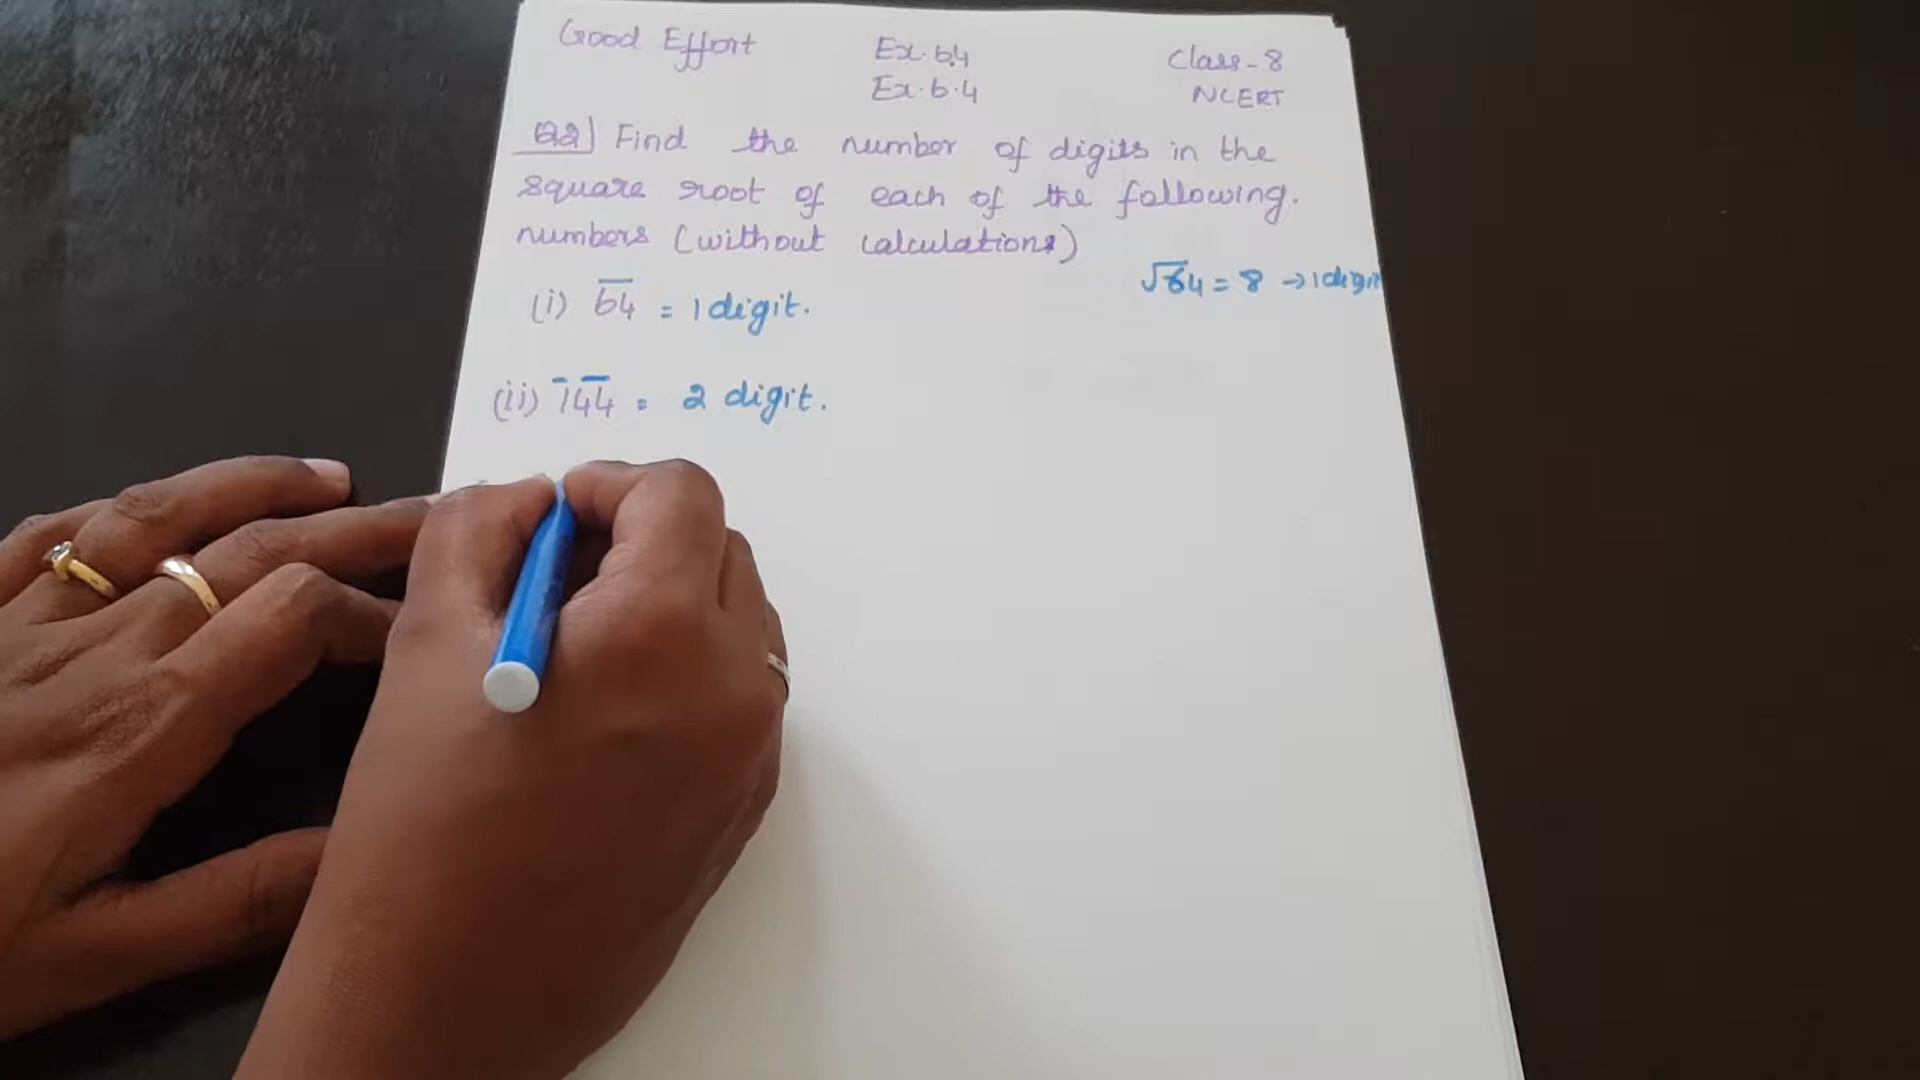 Good Effort Ex. 6.4 Class-8
Ex. 6.4 NCERT
Q2) Find the number of digits in the
square root of each of the following.
numbers (without calculations)
√64 = 8 → 1 digit
(i) 64 = 1 digit.
(ii) 144 = 2 digit.